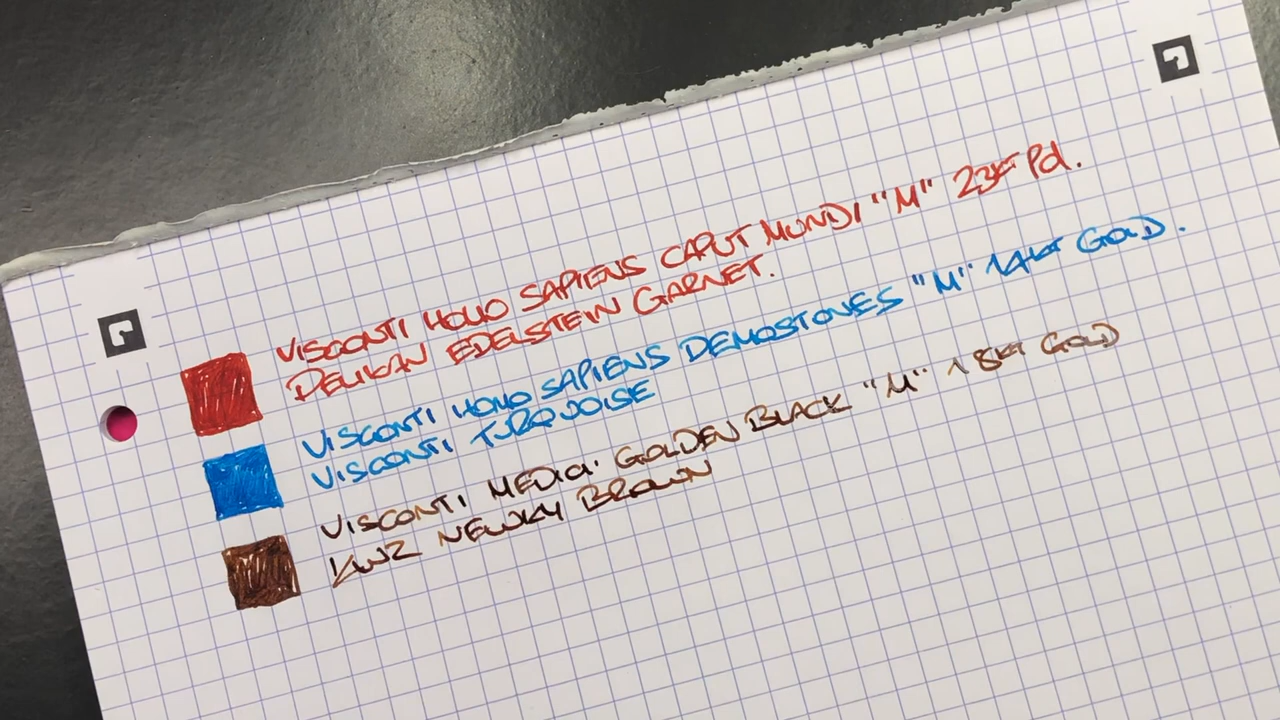 VISCONTI HOMO SAPIENS CAPUT MUNDI "M" 23kt Pd.
PELIKAN EDELSTEIN GARNET.
VISCONTI HOMO SAPIENS DEMOSTONES "M" 14kt GOLD.
VISCONTI TURQUOISE
VISCONTI MEDICI GOLDEN BLACK "M" 18kt GOLD
KWZ NEWKY BROWN